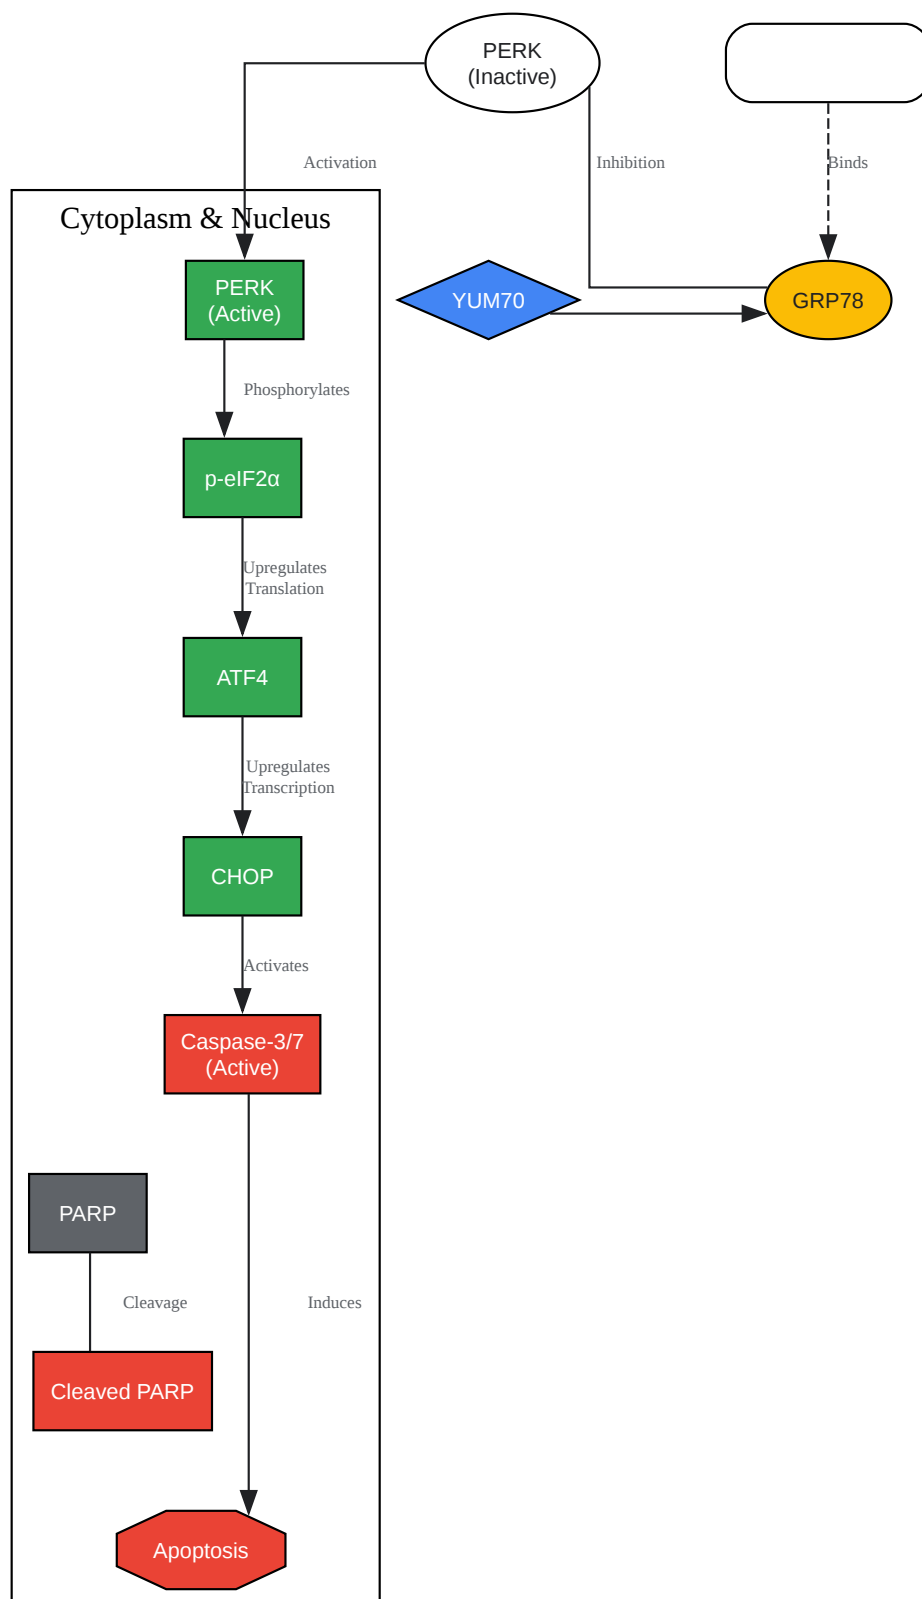 PERK
(Inactive)
Activation
Inhibition
Binds
Cytoplasm & Nucleus
PERK
(Active)
YUM70
GRP78
Phosphorylates
p-eIF2α
Upregulates
Translation
ATF4
Upregulates
Transcription
CHOP
Activates
Caspase-3/7
(Active)
PARP
Cleavage
Induces
Cleaved PARP
Apoptosis